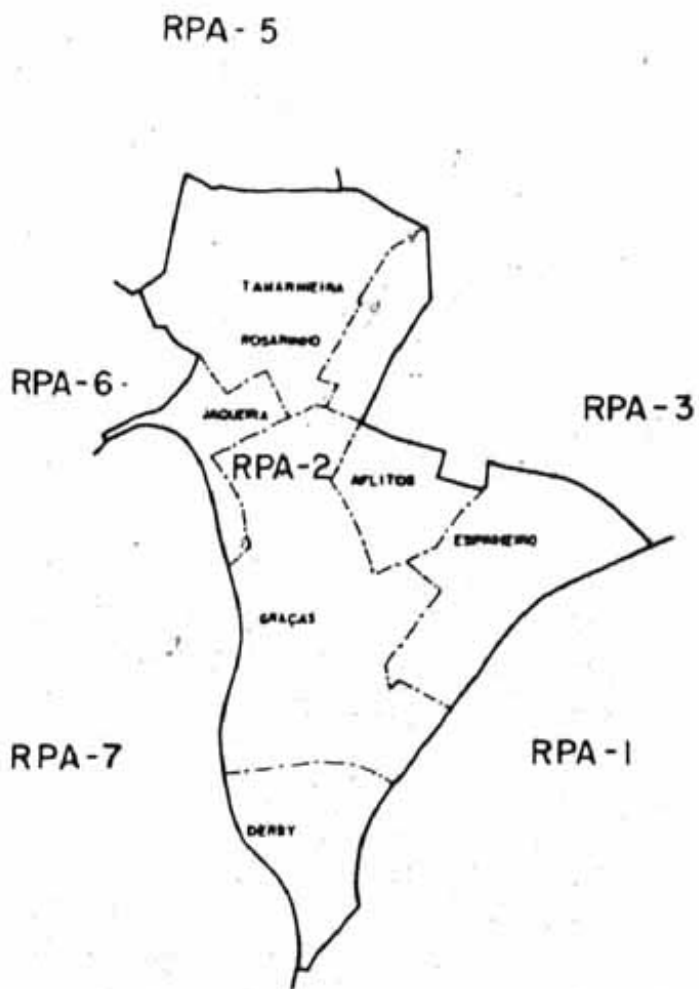 RPA-5
TAMARINEIRA
ROSARINHO
RPA-6
JAQUEIRA
RPA-3
RPA-2
AFLITOS
ESPINHEIRO
GRAÇAS
RPA-7
RPA-1
DERBY